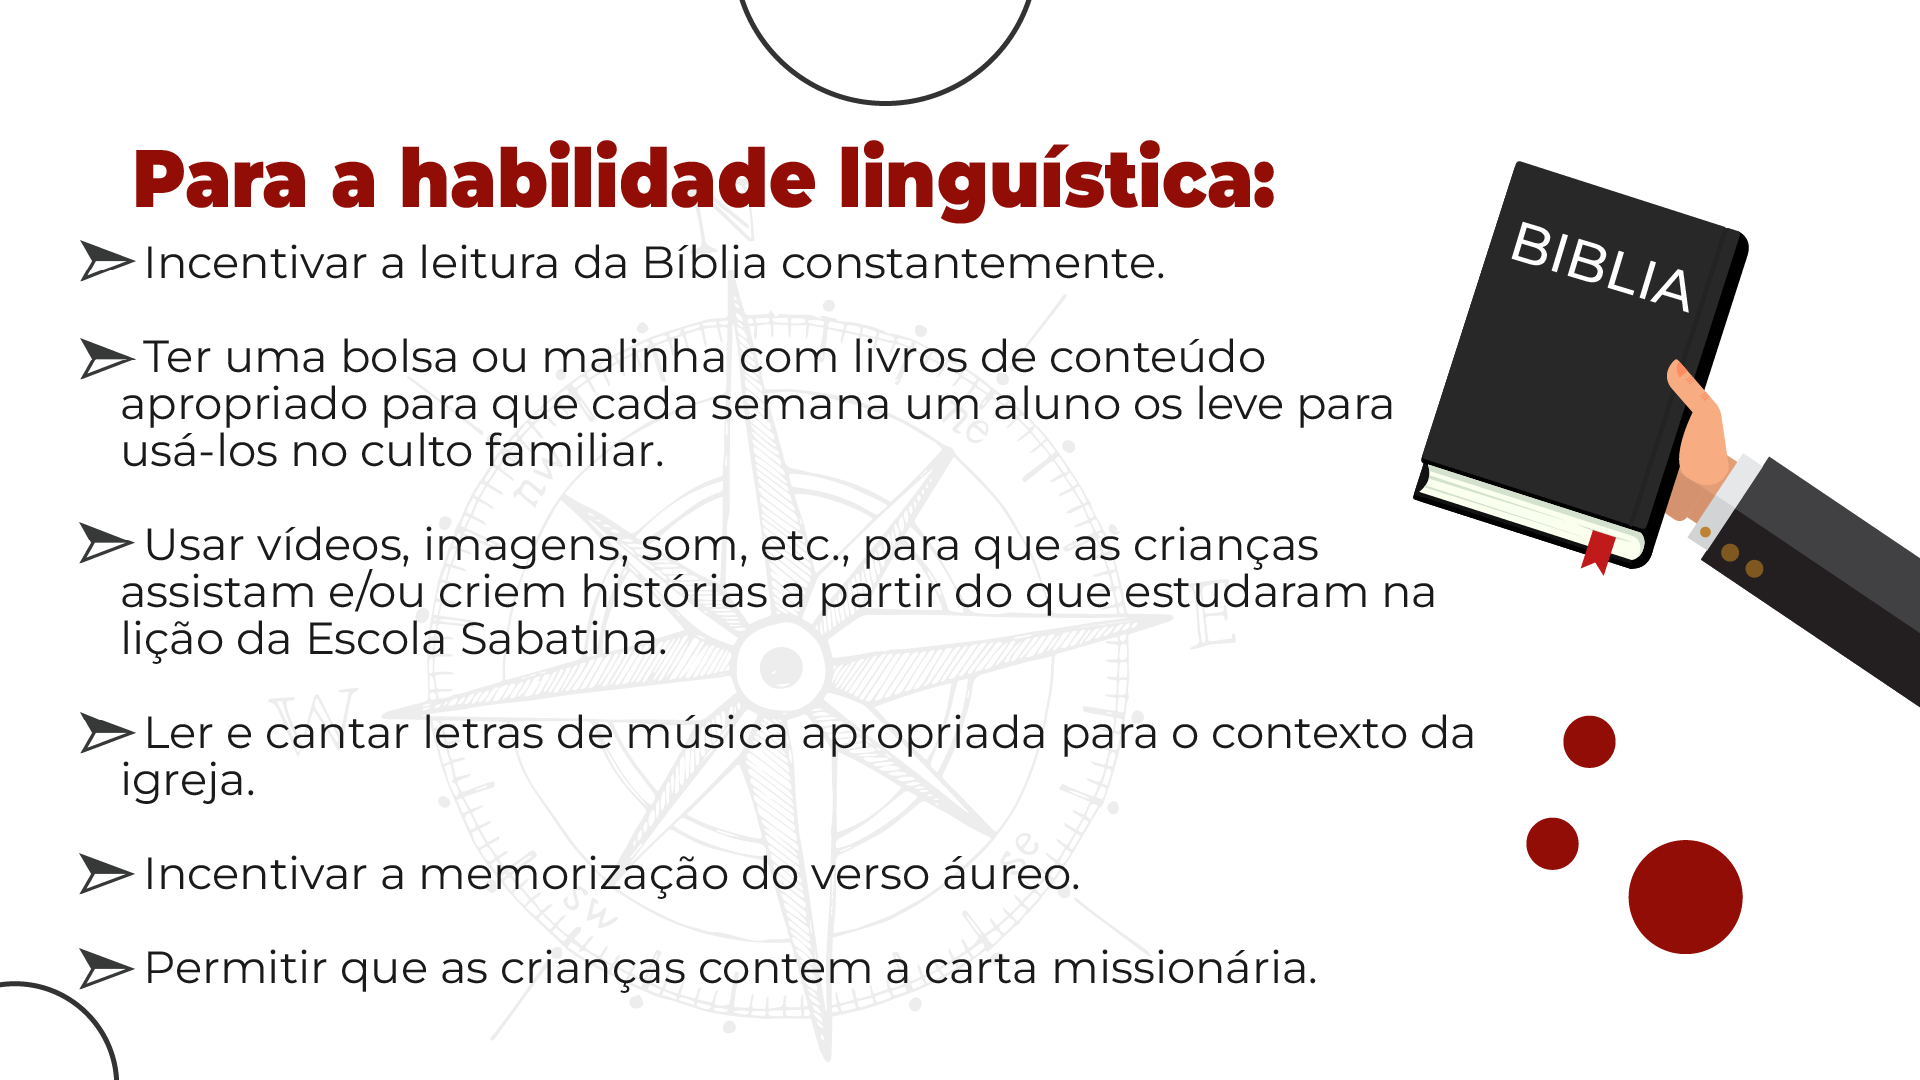 Para a habilidade linguística:
Incentivar a leitura da Bíblia constantemente.
Ter uma bolsa ou malinha com livros de conteúdo
apropriado para que cada semana um aluno os leve para
usá-los no culto familiar.
Usar vídeos, imagens, som, etc., para que as crianças
assistam e/ou criem histórias a partir do que estudaram na
lição da Escola Sabatina.
Ler e cantar letras de música apropriada para o contexto da
igreja.
Incentivar a memorização do verso áureo.
Permitir que as crianças contem a carta missionária.
BIBLIA
N
ne
E
se
sw
W
nw